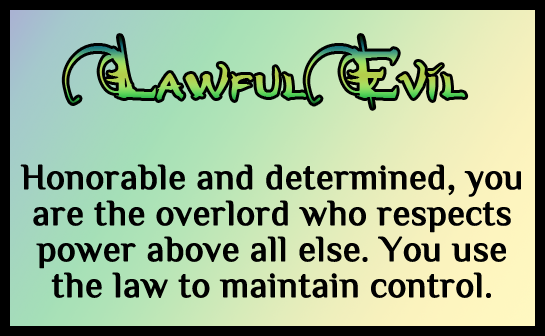 Lawful Evil
Honorable and determined, you
are the overlord who respects
power above all else. You use
the law to maintain control.